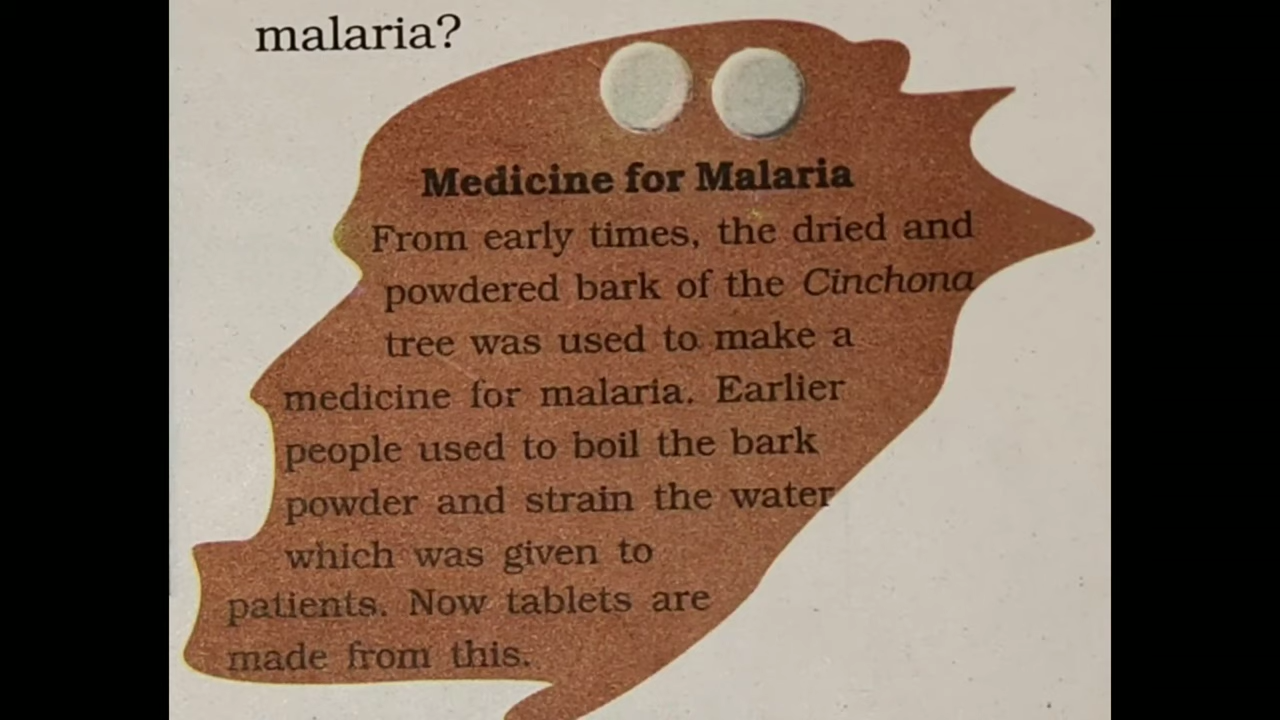 malaria?
Medicine for Malaria
From early times, the dried and
powdered bark of the Cinchona
tree was used to make a
medicine for malaria. Earlier
people used to boil the bark
powder and strain the water
which was given to
patients. Now tablets are
made from this.